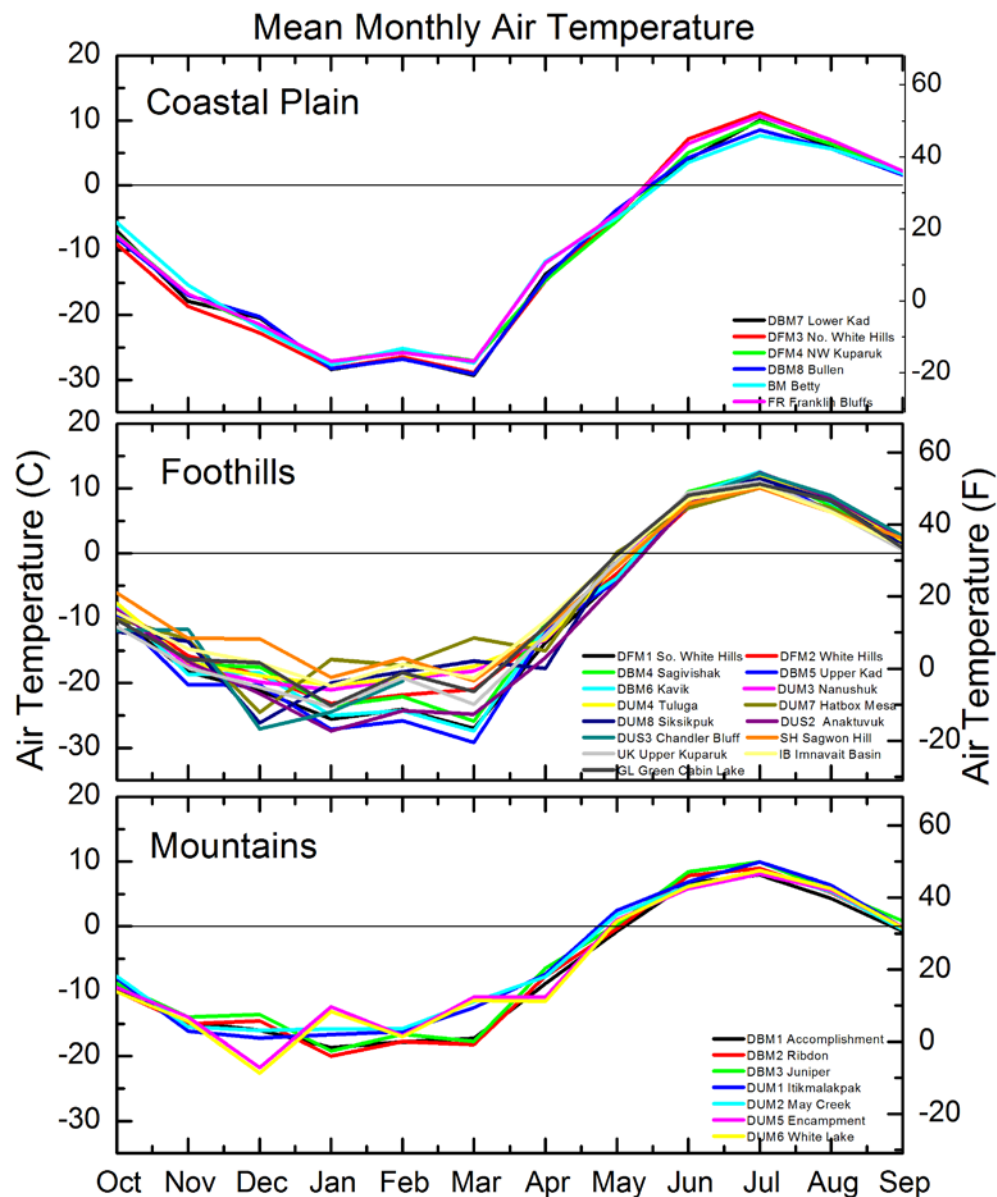 Mean Monthly Air Temperature
Coastal Plain
20
10
0
-10
-20
-30
60
40
20
0
-20
DBM7 Lower Kad
DFM3 No. White Hills
DFM4 NW Kuparuk
DBM8 Bullen
BM Betty
FR Franklin Bluffs
Foothills
20
10
0
-10
-20
-30
60
40
20
0
-20
DFM1 So. White Hills DFM2 White Hills
DBM4 Sagivishak DBM5 Upper Kad
DBM6 Kavik DUM3 Nanushuk
DUM4 Tuluga DUM7 Hatbox Mesa
DUM8 Siksikpuk DUS2 Anaktuvuk
DUS3 Chandler Bluff SH Sagwon Hill
UK Upper Kuparuk IB Imnavait Basin
GL Green Cabin Lake
Air Temperature (C)
Air Temperature (F)
Mountains
20
10
0
-10
-20
-30
60
40
20
0
-20
DBM1 Accomplishment
DBM2 Ribdon
DBM3 Juniper
DUM1 Itikmalakpak
DUM2 May Creek
DUM5 Encampment
DUM6 White Lake
Oct Nov Dec Jan Feb Mar Apr May Jun Jul Aug Sep